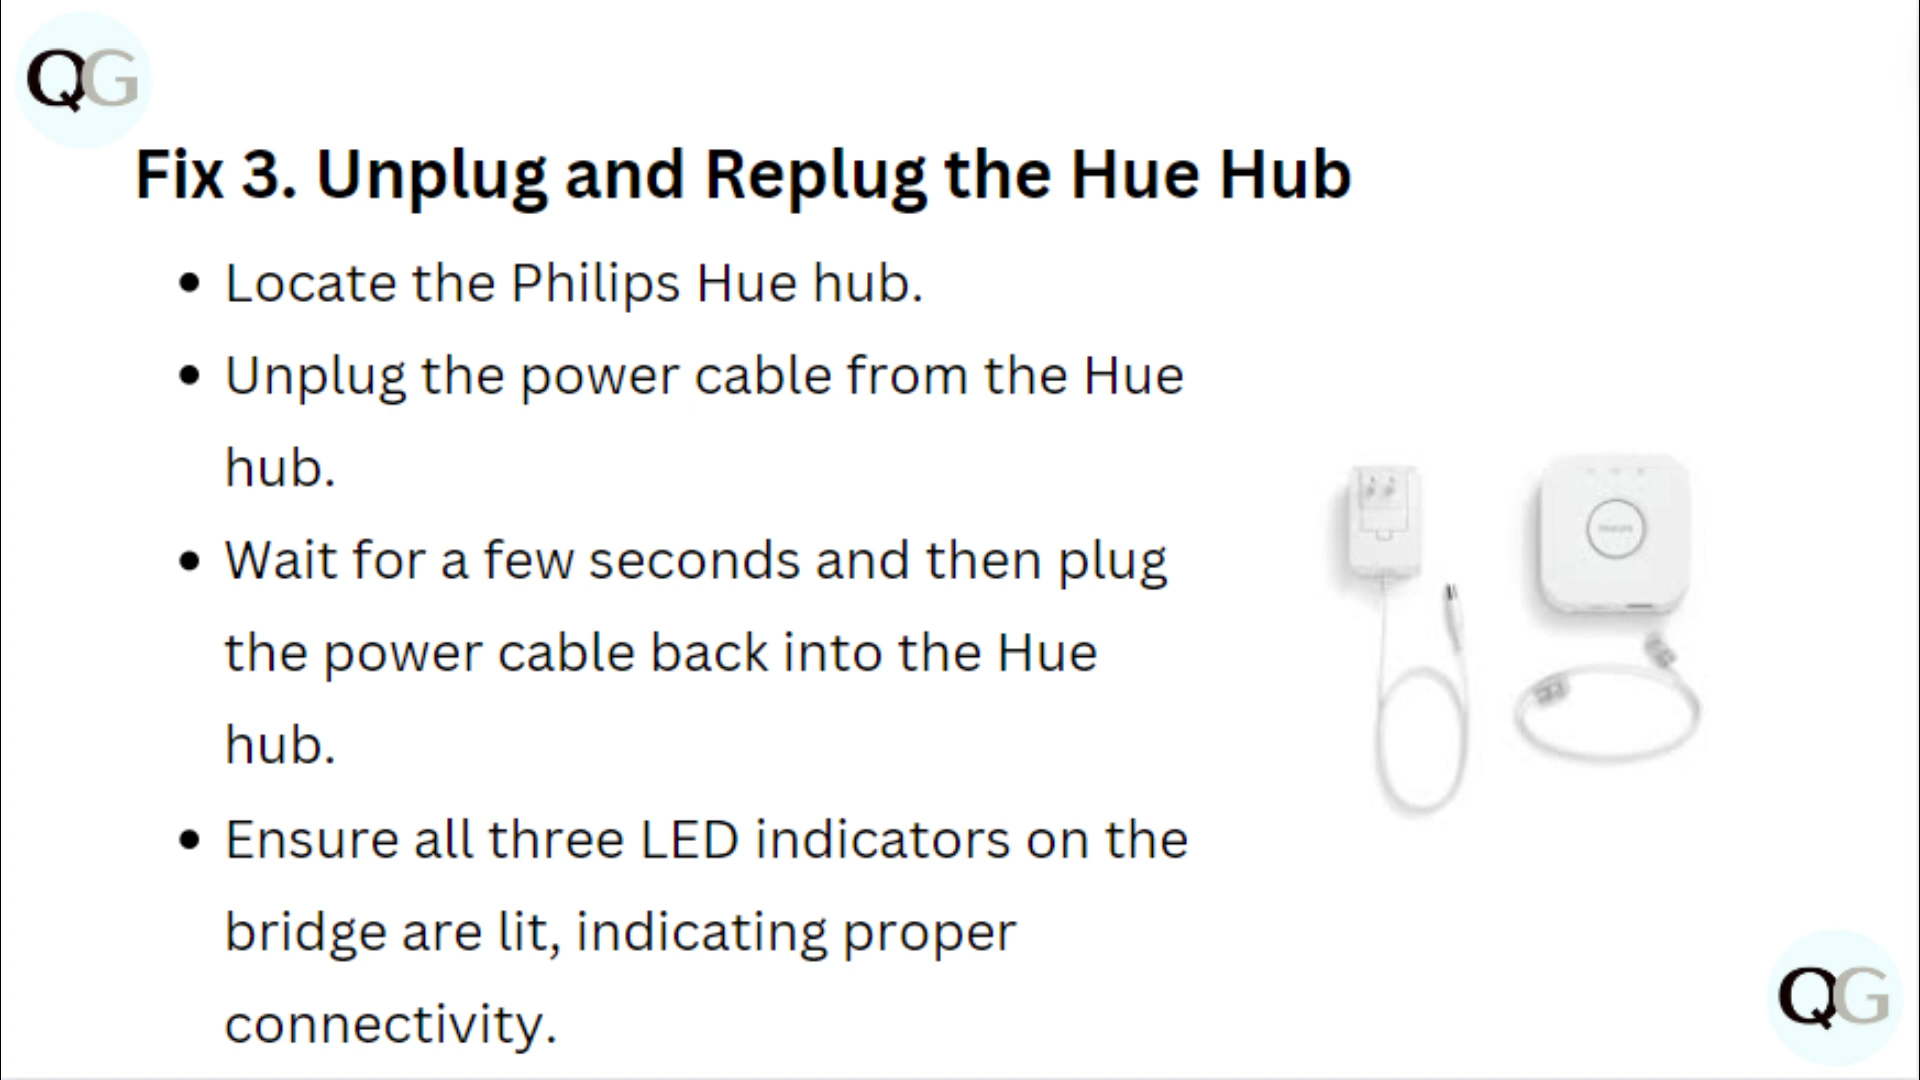 QG
Fix 3. Unplug and Replug the Hue Hub
• Locate the Philips Hue hub.
• Unplug the power cable from the Hue
hub.
• Wait for a few seconds and then plug
the power cable back into the Hue
hub.
• Ensure all three LED indicators on the
bridge are lit, indicating proper
connectivity.
QG